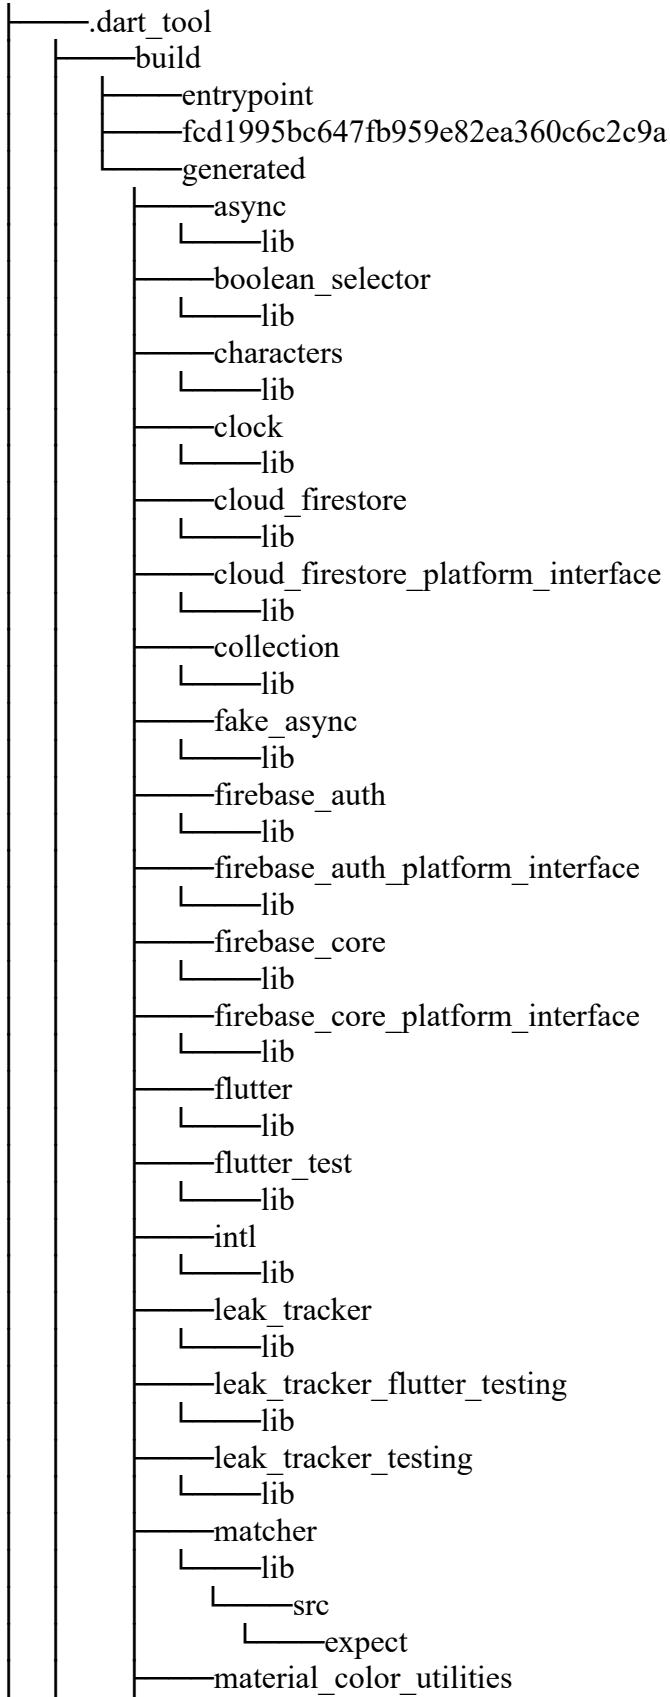 .dart_tool
build
entrypoint
fcd1995bc647fb959e82ea360c6c2c9a
generated
async
lib
boolean_selector
lib
characters
lib
clock
lib
cloud_firestore
lib
cloud_firestore_platform_interface
lib
collection
lib
fake_async
lib
firebase_auth
lib
firebase_auth_platform_interface
lib
firebase_core
lib
firebase_core_platform_interface
lib
flutter
lib
flutter_test
lib
intl
lib
leak_tracker
lib
leak_tracker_flutter_testing
lib
leak_tracker_testing
lib
matcher
lib
src
expect
material_color_utilities